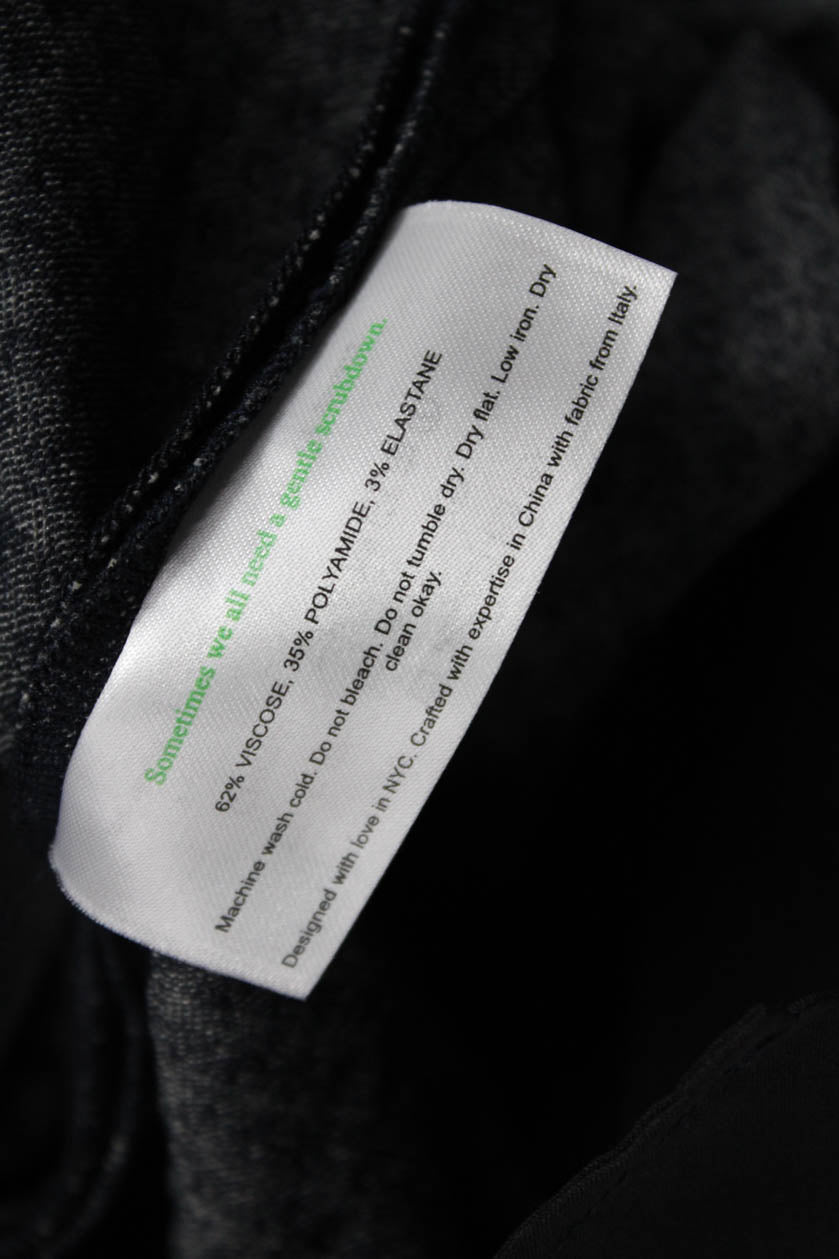 Sometimes we all need a gentle scrubdown.
62% VISCOSE, 35% POLYAMIDE, 3% ELASTANE
Machine wash cold. Do not bleach. Do not tumble dry. Dry flat. Low iron. Dry
clean okay.
Designed with love in NYC. Crafted with expertise in China with fabric from Italy.